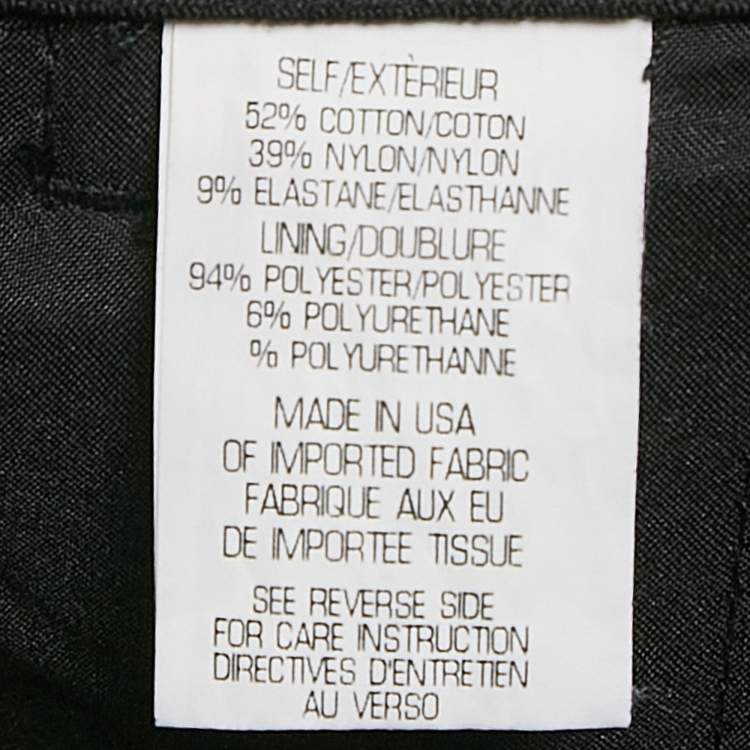 SELF/EXTÈRIEUR
52% COTTON/COTON
39% NYLON/NYLON
9% ELASTANE/ELASTHANNE
LINING/DOUBLURE
94% POLYESTER/POLYESTER
6% POLYURETHANE
% POLYURETHANNE
MADE IN USA
OF IMPORTED FABRIC
FABRIQUE AUX EU
DE IMPORTEE TISSUE
SEE REVERSE SIDE
FOR CARE INSTRUCTION
DIRECTIVES D'ENTRETIEN
AU VERSO